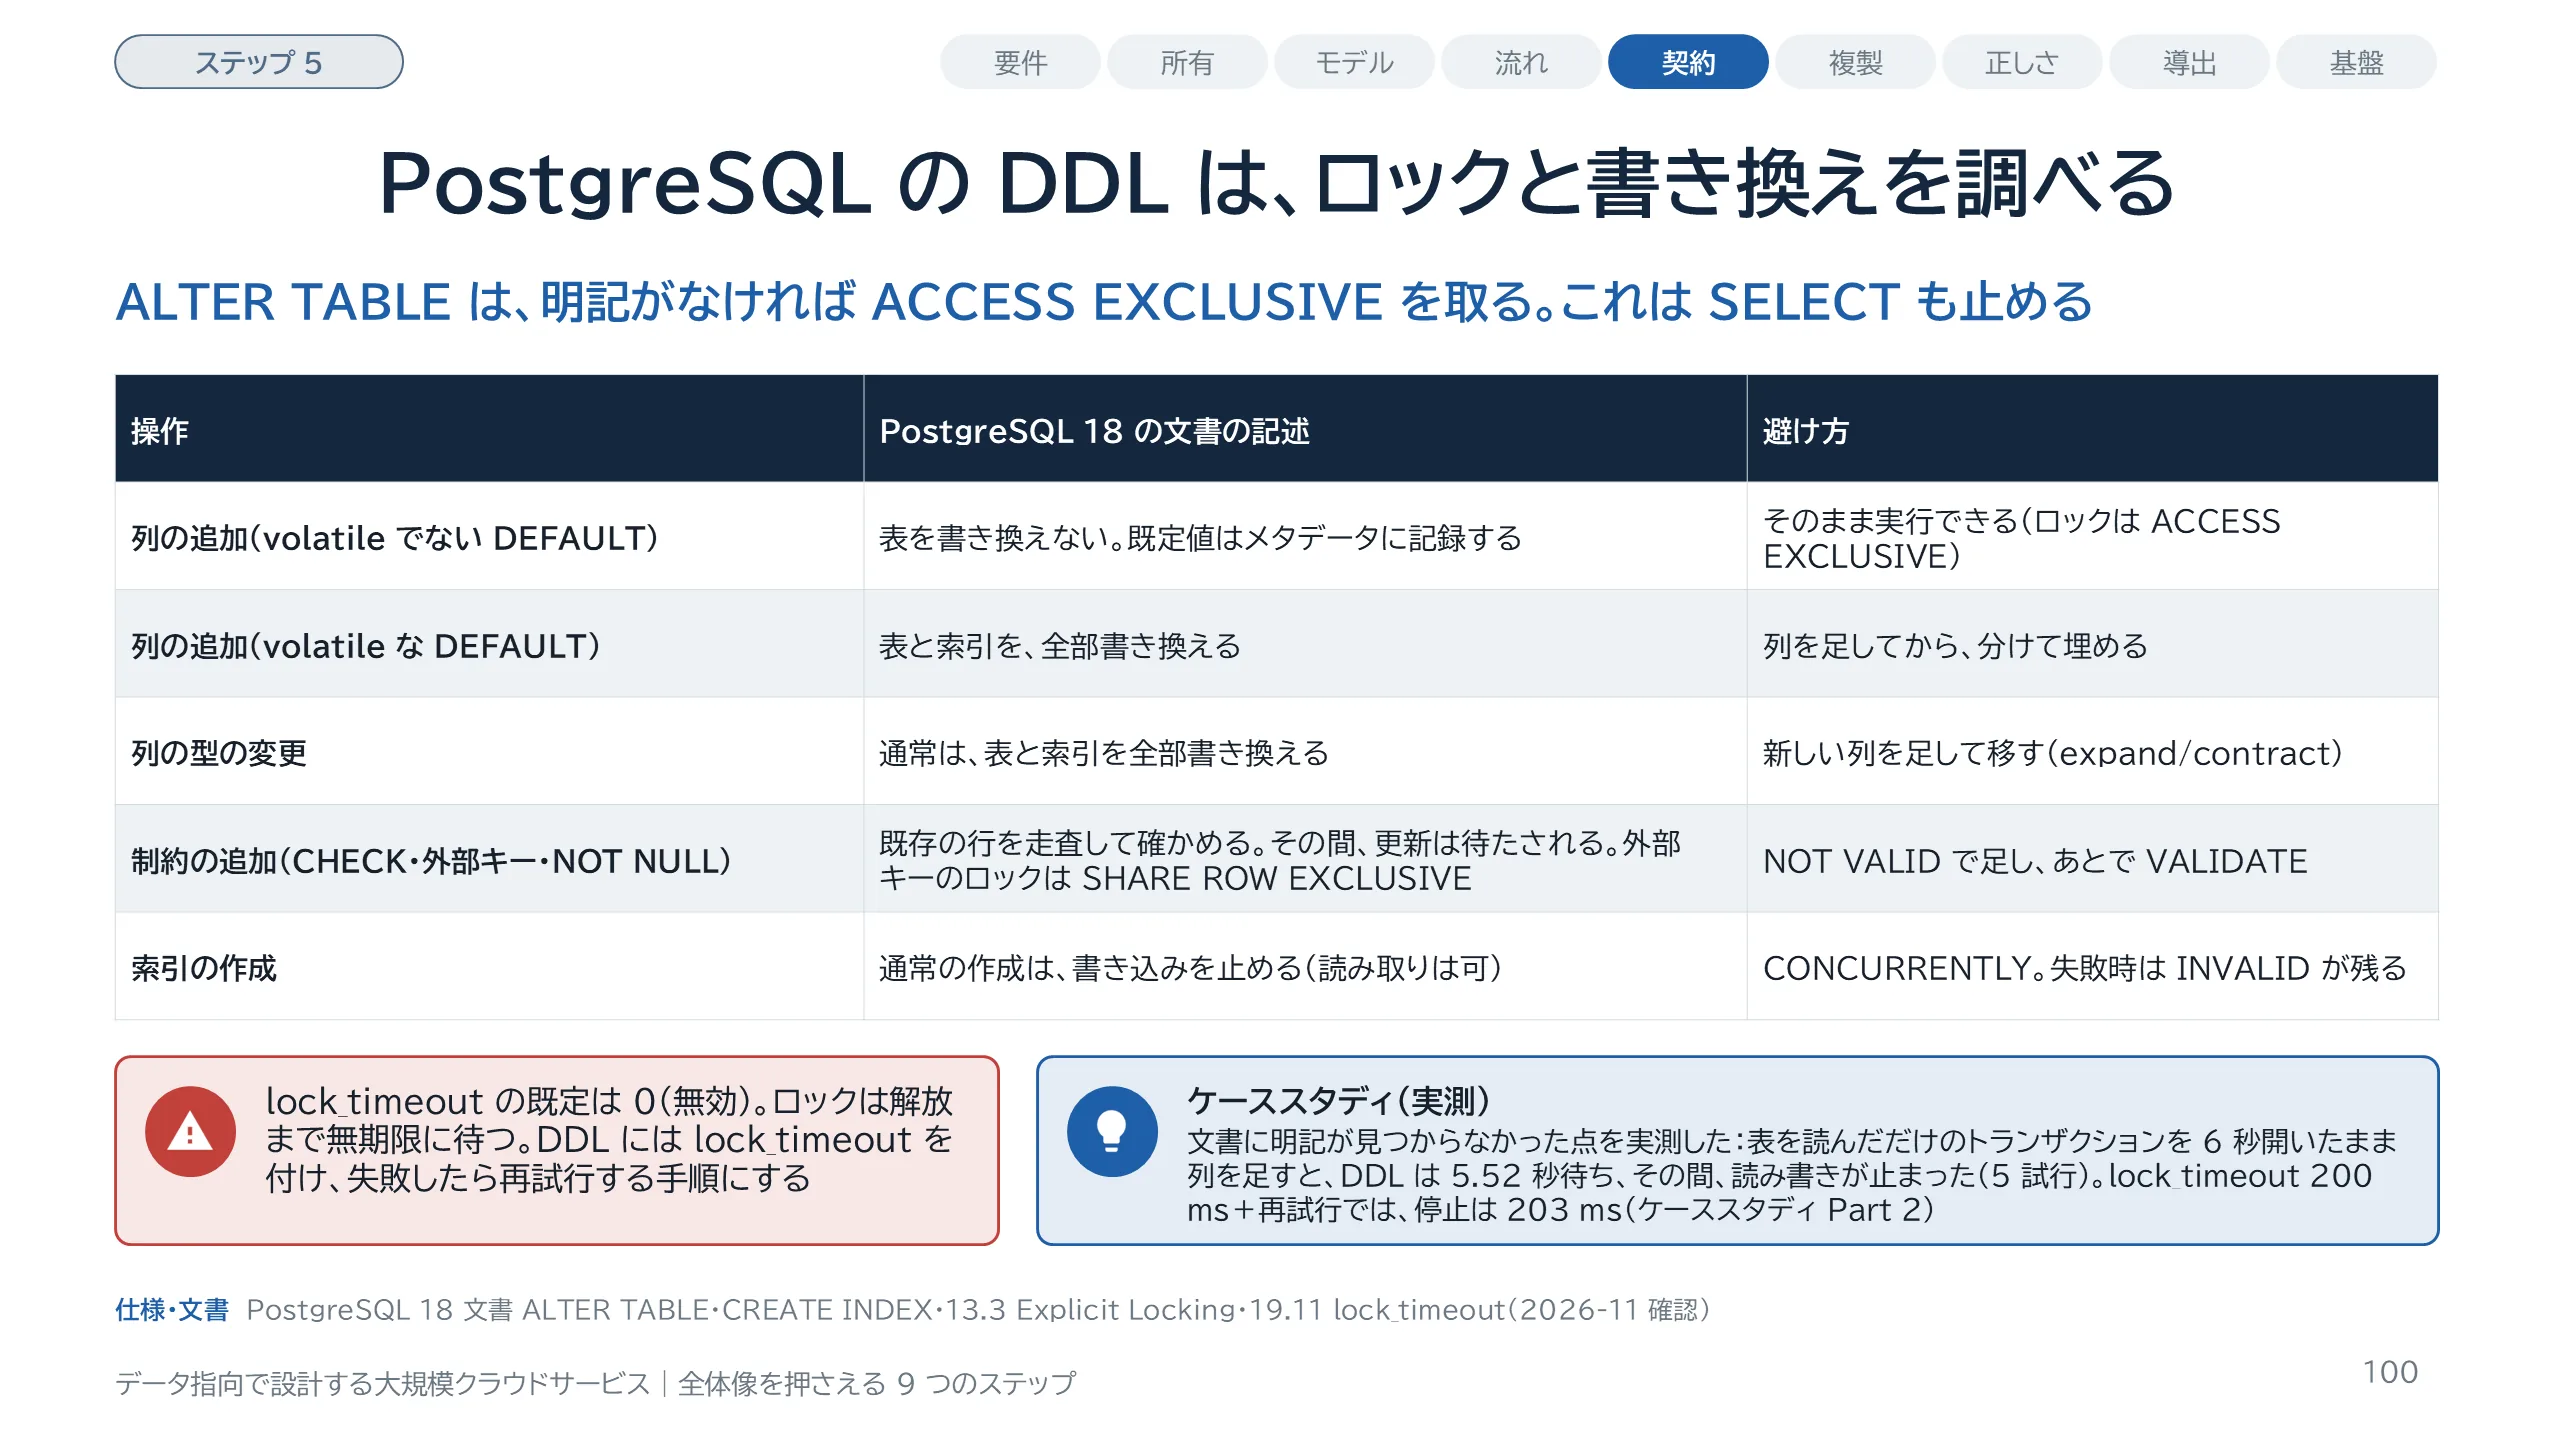 ステップ 5
要件
所有
モデル
流れ
契約
複製
正しさ
導出
基盤
PostgreSQL の DDL は、ロックと書き換えを調べる
ALTER TABLE は、明記がなければ ACCESS EXCLUSIVE を取る。これは SELECT も止める
操作
PostgreSQL 18 の文書の記述
避け方
列の追加（volatile でない DEFAULT）
表を書き換えない。既定値はメタデータに記録する
そのまま実行できる（ロックは ACCESS
EXCLUSIVE）
列の追加（volatile な DEFAULT）
表と索引を、全部書き換える
列を足してから、分けて埋める
列の型の変更
通常は、表と索引を全部書き換える
新しい列を足して移す（expand/contract）
制約の追加（CHECK・外部キー・NOT NULL）
既存の行を走査して確かめる。その間、更新は待たされる。外部
キーのロックは SHARE ROW EXCLUSIVE
NOT VALID で足し、あとで VALIDATE
索引の作成
通常の作成は、書き込みを止める（読み取りは可）
CONCURRENTLY。失敗時は INVALID が残る
lock_timeout の既定は 0（無効）。ロックは解放
まで無期限に待つ。DDL には lock_timeout を
付け、失敗したら再試行する手順にする
ケーススタディ（実測）
文書に明記が見つからなかった点を実測した：表を読んだだけのトランザクションを 6 秒開いたまま
列を足すと、DDL は 5.52 秒待ち、その間、読み書きが止まった（5 試行）。lock_timeout 200
ms＋再試行では、停止は 203 ms（ケーススタディ Part 2）
仕様・文書 PostgreSQL 18 文書 ALTER TABLE・CREATE INDEX・13.3 Explicit Locking・19.11 lock_timeout（2026-11 確認）
データ指向で設計する大規模クラウドサービス｜全体像を押さえる 9 つのステップ
100